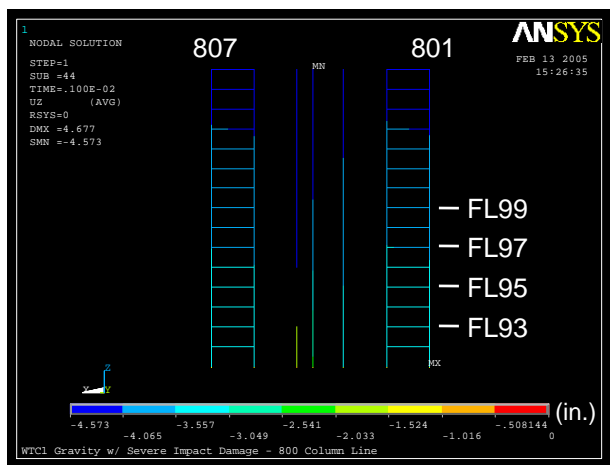 1
NODAL SOLUTION
STEP=1
SUB =44
TIME=.100E-02
UZ (AVG)
RSYS=0
DMX =4.677
SMN =-4.573
807
801
ANSYS
FEB 13 2005
15:26:35
MN
FL99
FL97
FL95
FL93
MX
Z
X Y
-4.573 -3.557 -2.541 -1.524 -.508144
(in.)
-4.065 -3.049 -2.033 -1.016 0
WTC1 Gravity w/ Severe Impact Damage - 800 Column Line